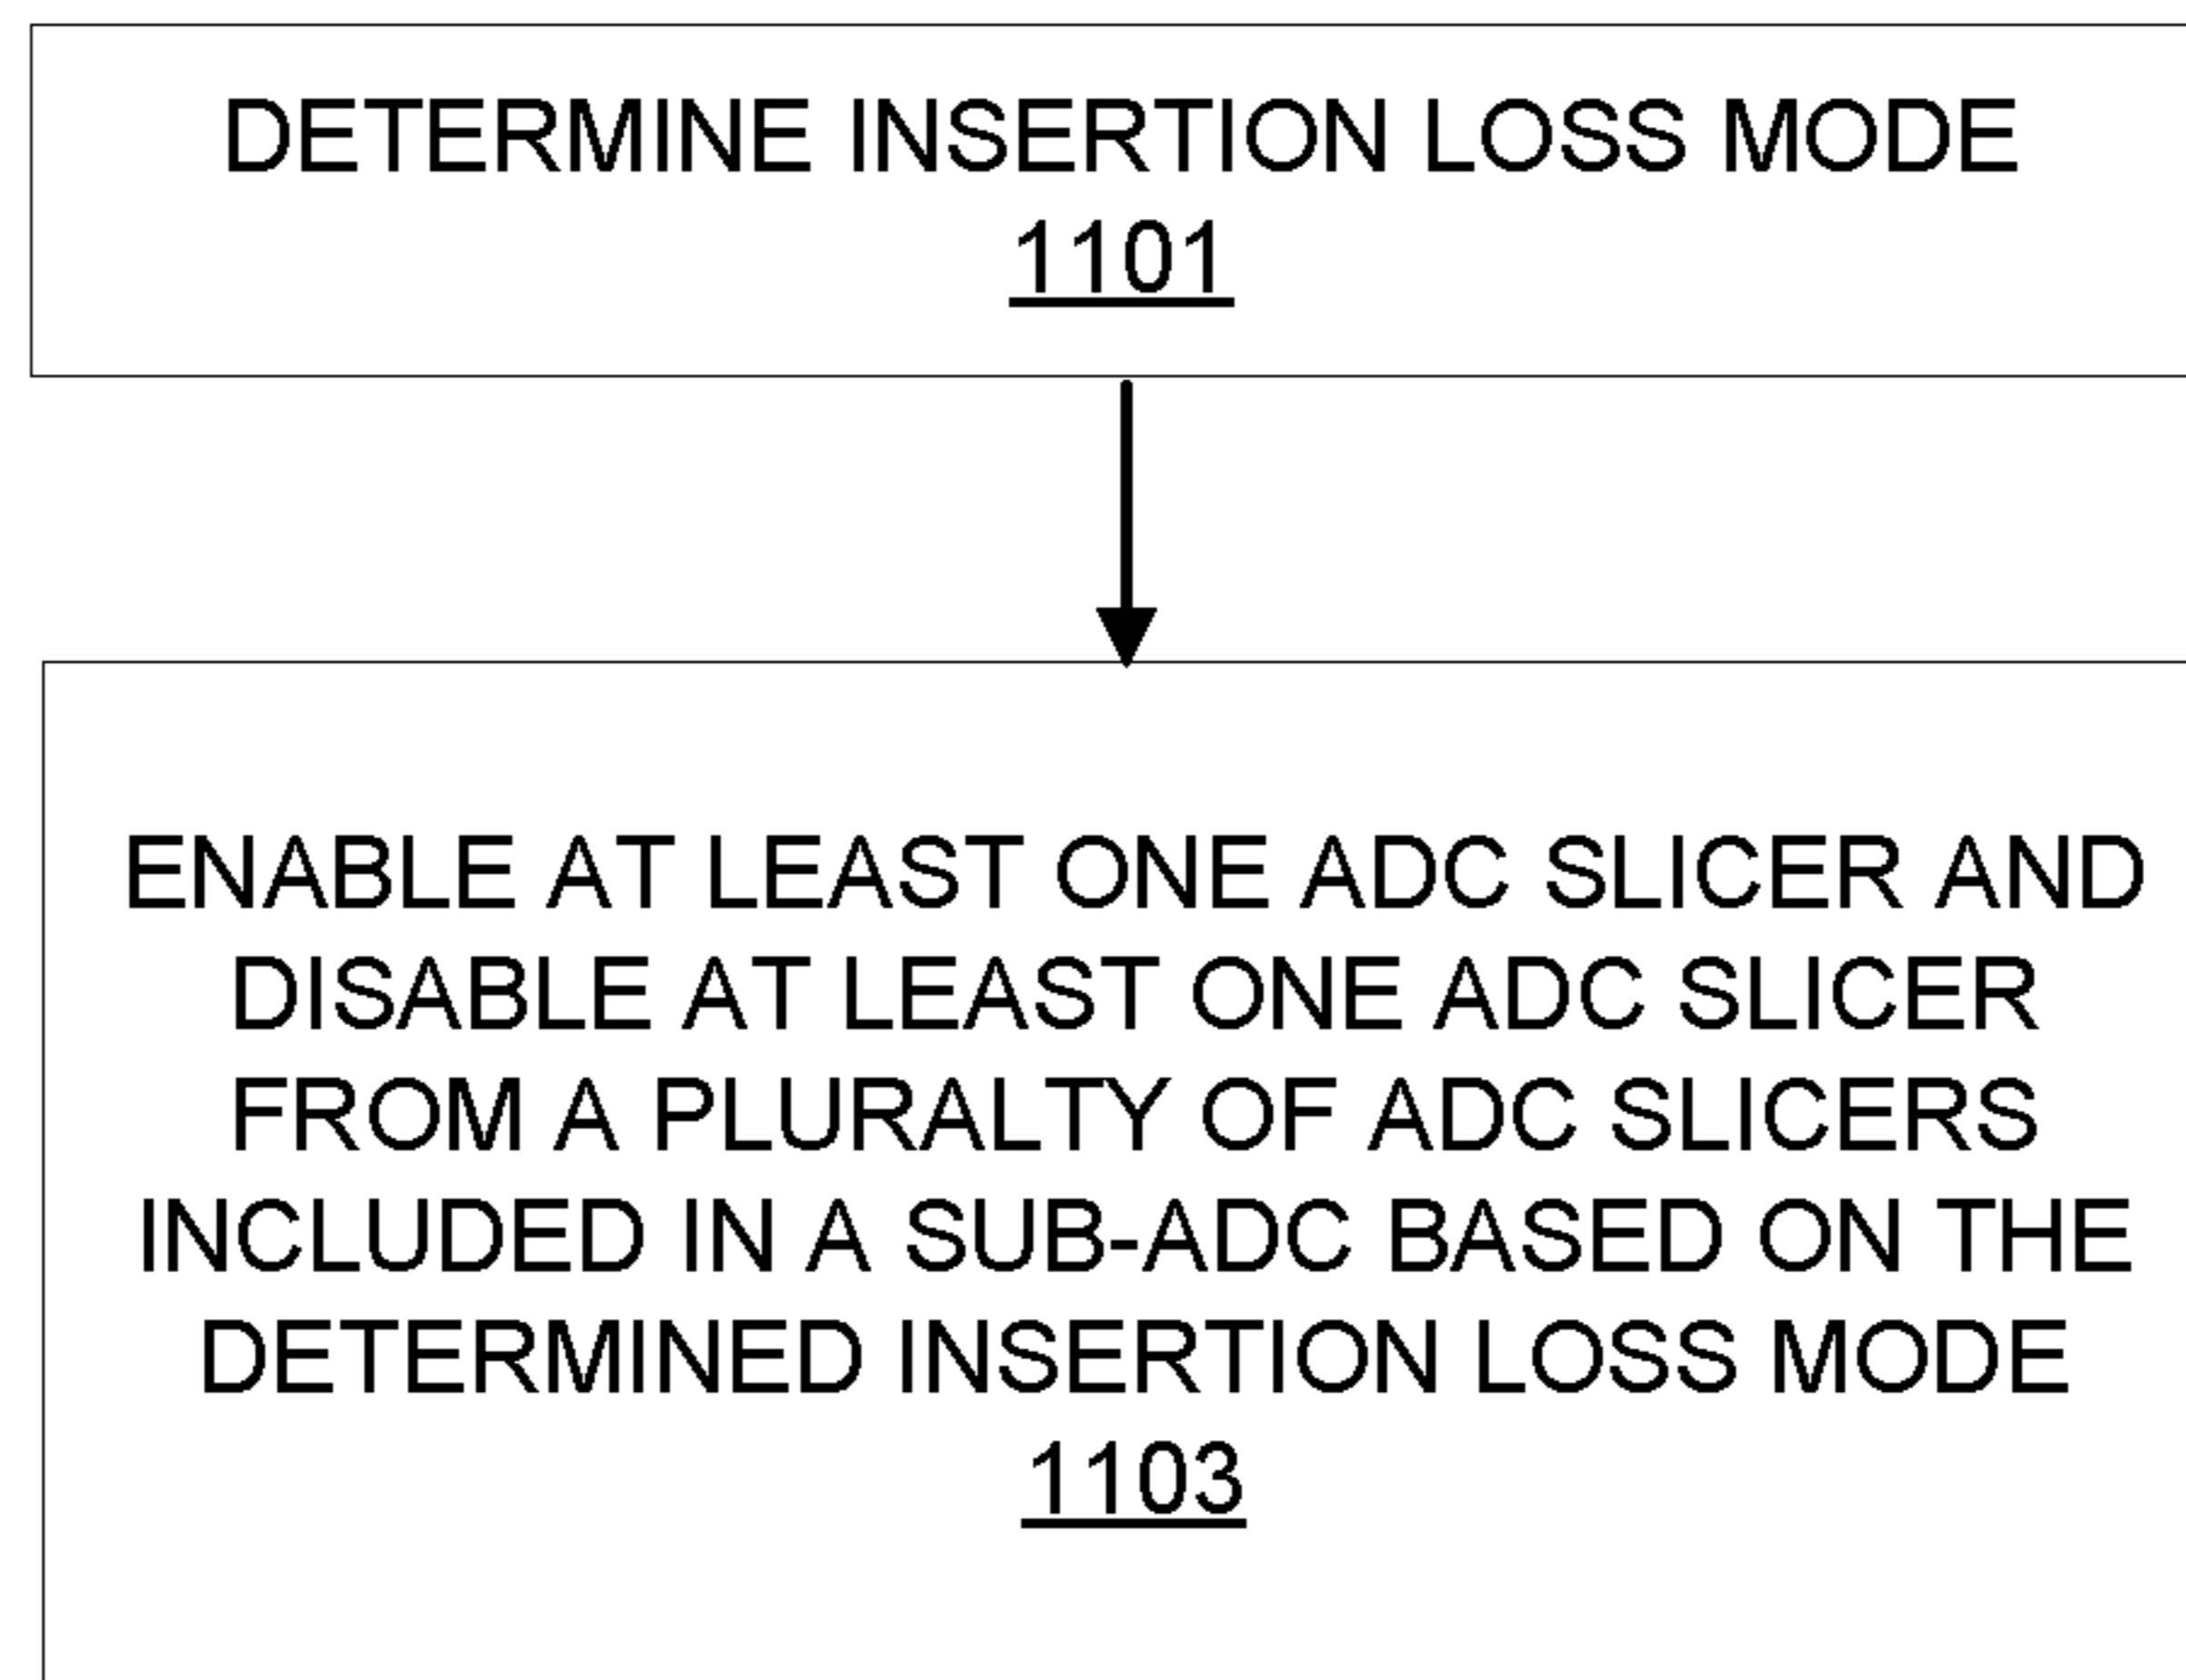 DETERMINE INSERTION LOSS MODE
1101
ENABLE AT LEAST ONE ADC SLICER AND
DISABLE AT LEAST ONE ADC SLICER
FROM A PLURALTY OF ADC SLICERS
INCLUDED IN A SUB-ADC BASED ON THE
DETERMINED INSERTION LOSS MODE
1103